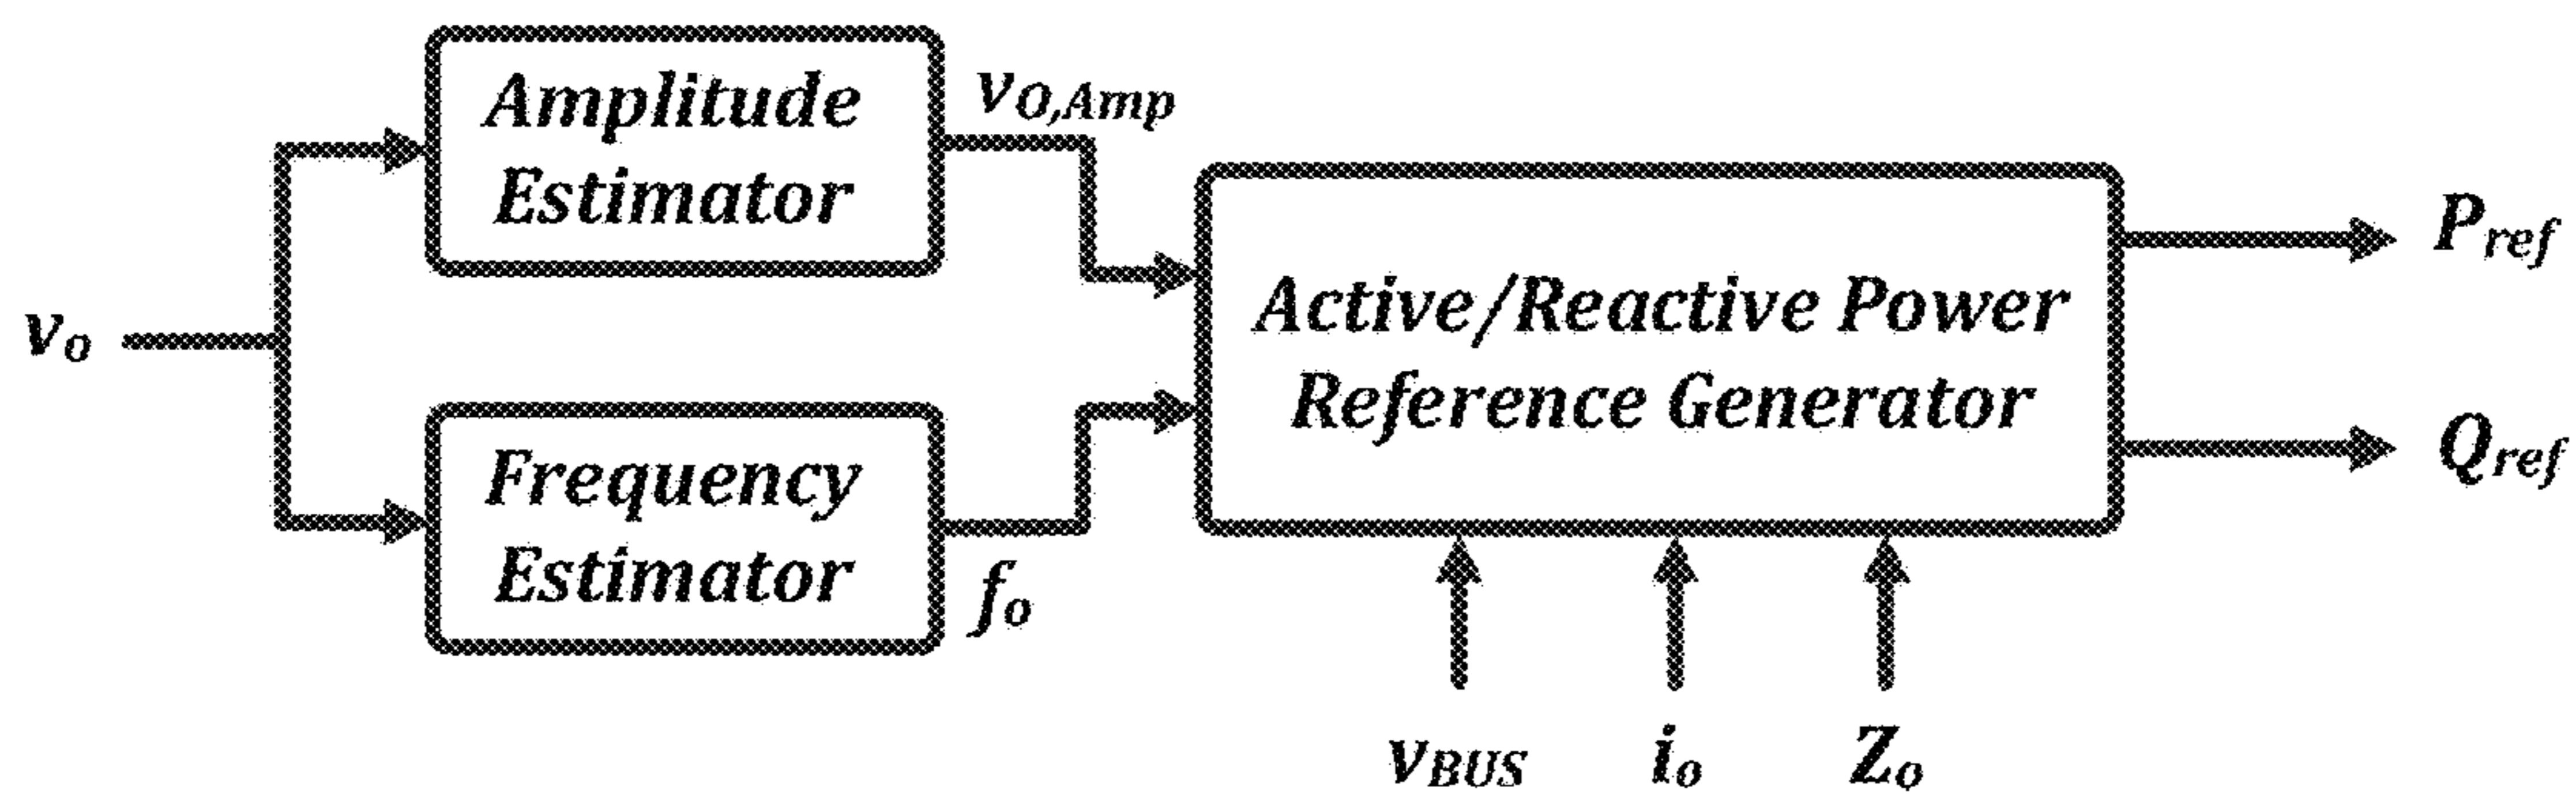 Amplitude
Estimator
vO,Amp
vo
Active/Reactive Power
Reference Generator
Pref
Qref
Frequency
Estimator
fo
vBUS
io
Zo